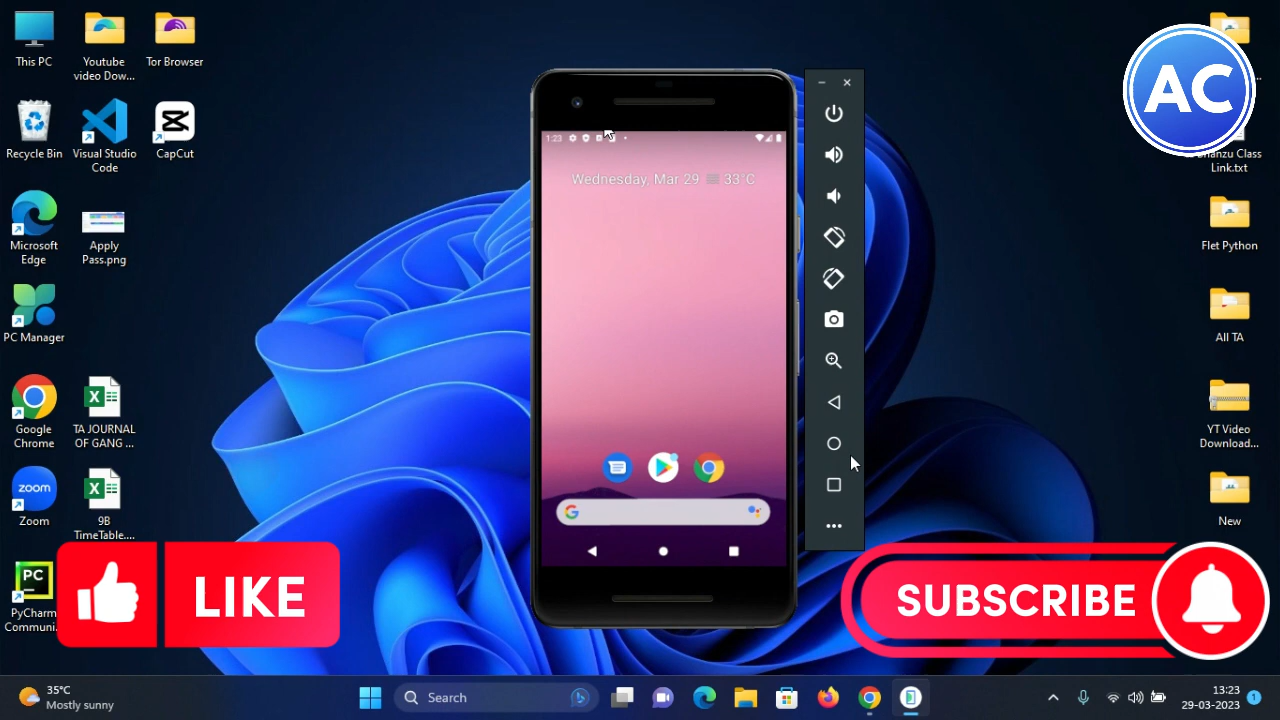 This PC
Youtube
video Dow...
Tor Browser
Recycle Bin
Visual Studio
Code
CapCut
Microsoft
Edge
Apply
Pass.png
PC Manager
Google
Chrome
TA JOURNAL
OF GANG ...
zoom
Zoom
9B
TimeTable....
PC
PyCharm
Communi...
LIKE
1:23
Wednesday, Mar 29
33°C
AC
Class
Link.txt
Flet Python
All TA
YT Video
Download...
New
SUBSCRIBE
35°C
Mostly sunny
Search
13:23
29-03-2023
1